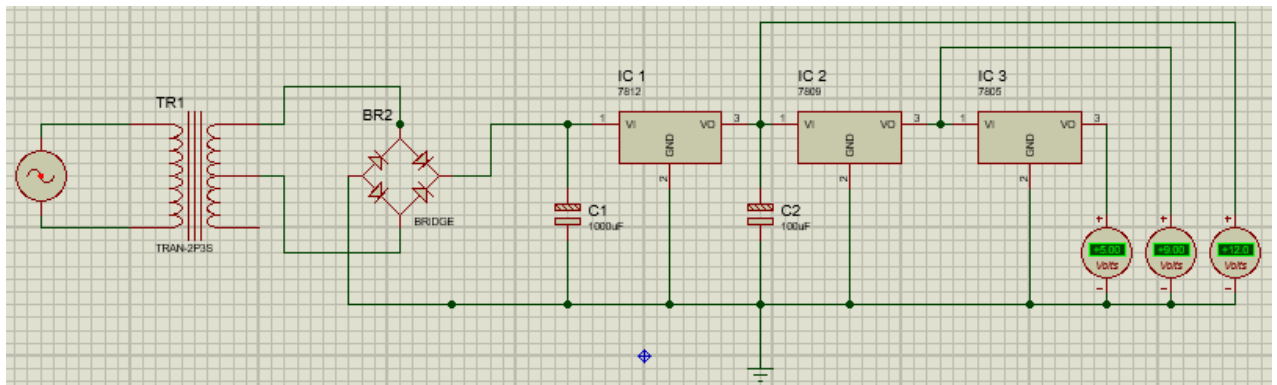 TR1
TRAN-2P3S
BR2
BRIDGE
C1
1000uF
IC 1
7812
1
VI
VO
3
GND
2
C2
100uF
IC 2
7809
1
VI
VO
3
GND
2
IC 3
7805
1
VI
VO
3
GND
2
+5.00
Volts
+9.00
Volts
+12.0
Volts